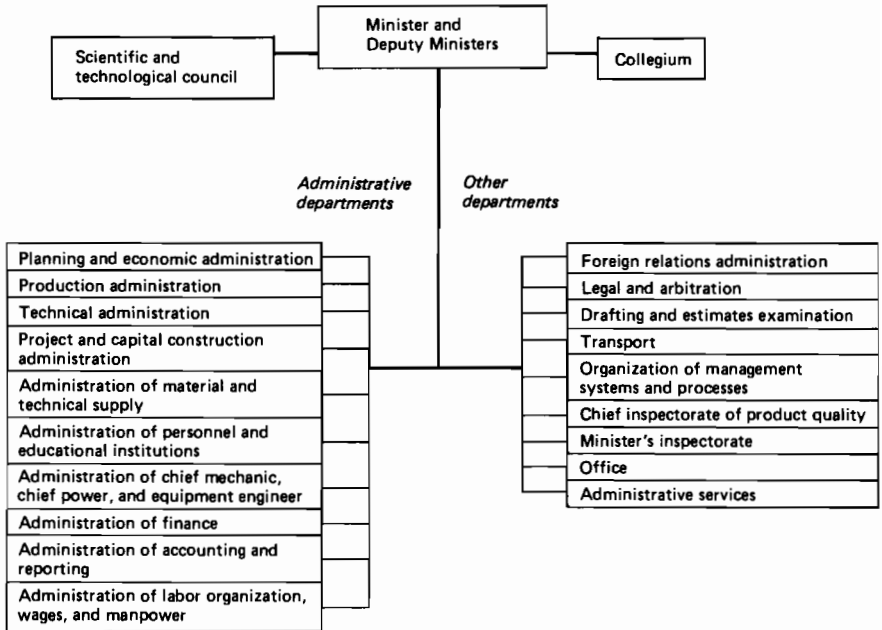 Minister and
Deputy Ministers
Scientific and
technological council
Collegium
Administrative
departments
Other
departments
Planning and economic administration
Production administration
Technical administration
Project and capital construction
administration
Administration of material and
technical supply
Administration of personnel and
educational institutions
Administration of chief mechanic,
chief power, and equipment engineer
Administration of finance
Administration of accounting and
reporting
Administration of labor organization,
wages, and manpower
Foreign relations administration
Legal and arbitration
Drafting and estimates examination
Transport
Organization of management
systems and processes
Chief inspectorate of product quality
Minister's inspectorate
Office
Administrative services